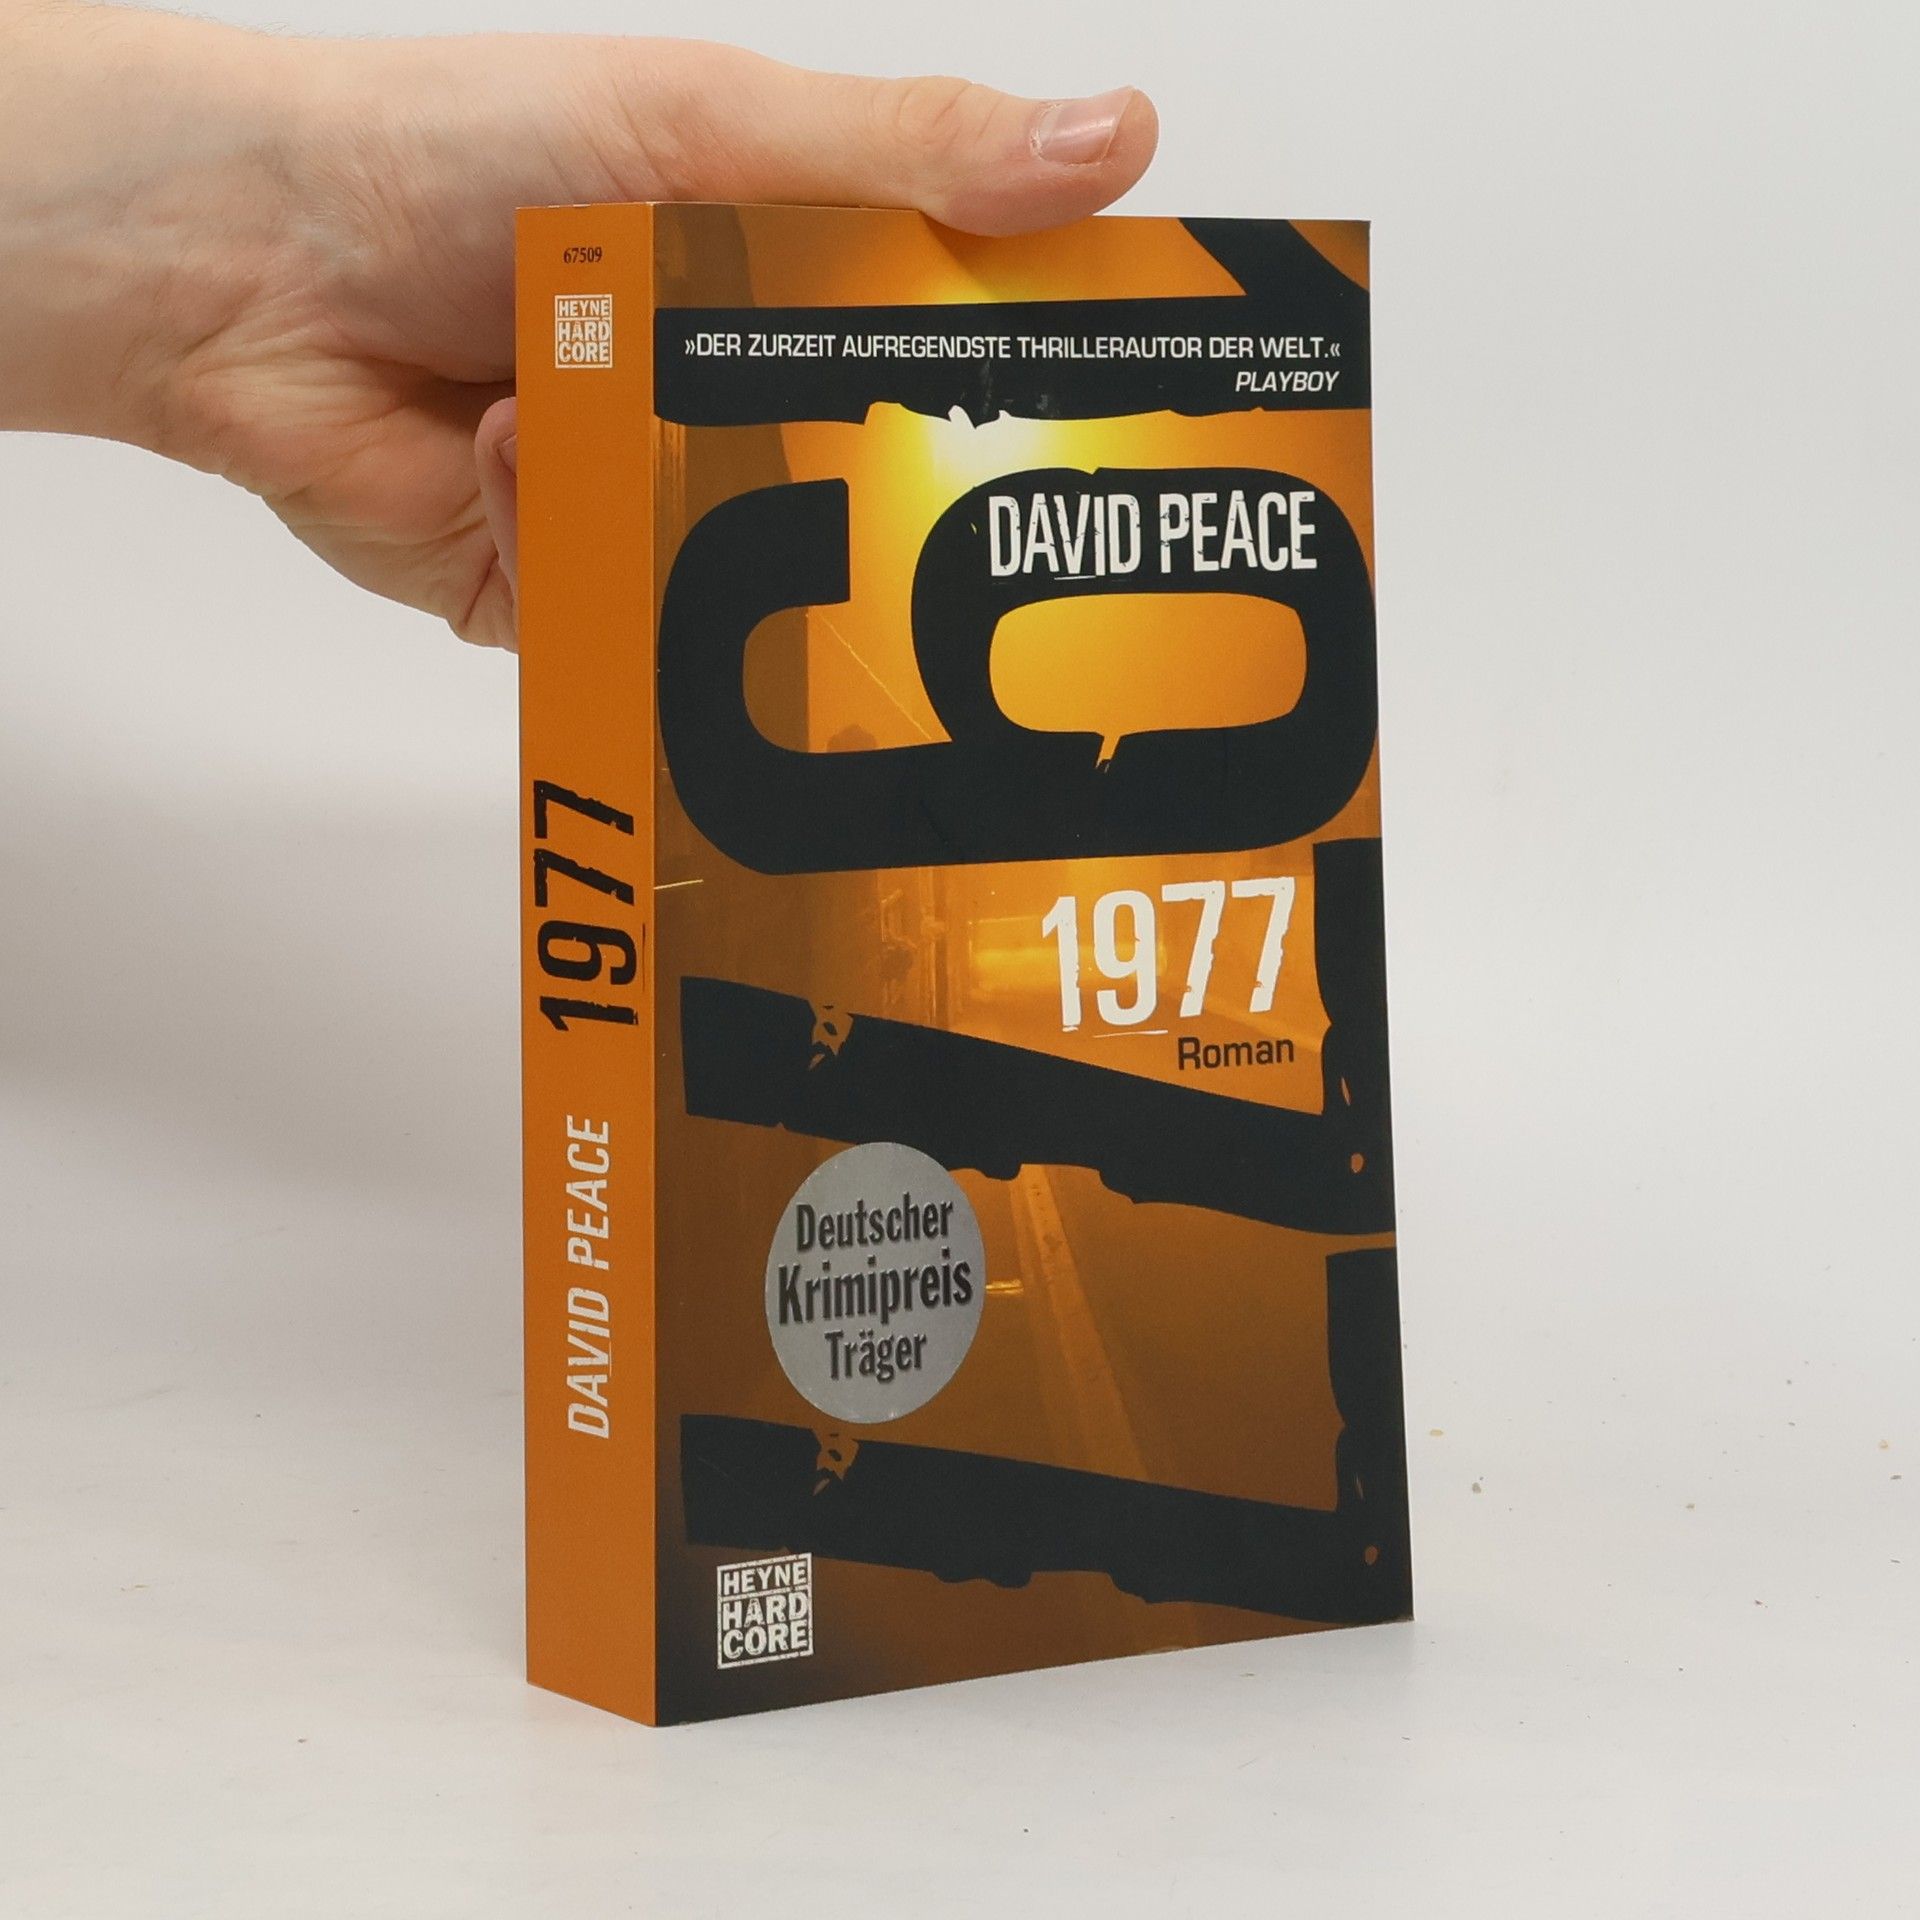 67509
HEYNE
HARD
CORE
1977
DAVID PEACE
»DER ZURZEIT AUFREGENDSTE THRILLERAUTOR DER WELT.«
PLAYBOY
DAVID PEACE
1977
1977
Roman
Deutscher
Krimipreis
Träger
HEYNE
HARD
CORE